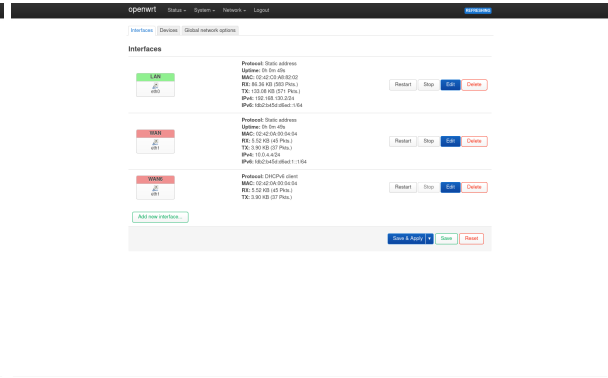 openwrt Status System Network Logout REFRESHING
Interfaces Devices Global network options
Interfaces
LAN
eth0
Protocol: Static address
Uptime: 0h 0m 49s
MAC: 02:42:C0:A8:82:02
RX: 86.36 KB (583 Pkts.)
TX: 133.08 KB (571 Pkts.)
IPv4: 192.168.130.2/24
IPv6: fdb2:b45d:d6ed::1/64
Restart Stop Edit Delete
WAN
eth1
Protocol: Static address
Uptime: 0h 0m 49s
MAC: 02:42:0A:00:04:04
RX: 5.52 KB (45 Pkts.)
TX: 3.90 KB (37 Pkts.)
IPv4: 10.0.4.4/24
IPv6: fdb2:b45d:d6ed:1::1/64
Restart Stop Edit Delete
WAN6
eth1
Protocol: DHCPv6 client
MAC: 02:42:0A:00:04:04
RX: 5.52 KB (45 Pkts.)
TX: 3.90 KB (37 Pkts.)
Restart Stop Edit Delete
Add new interface...
Save & Apply Save Reset